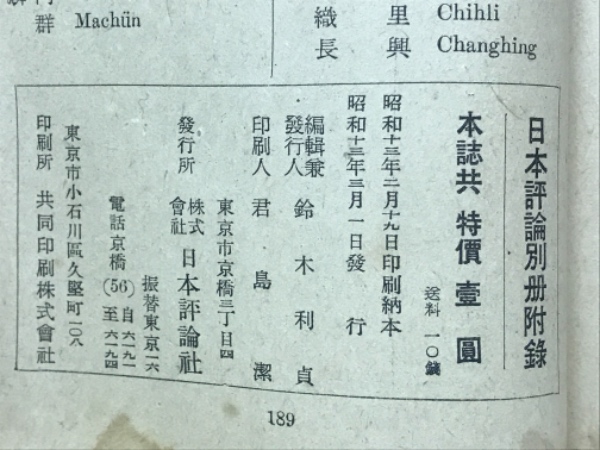 織里 Chihli
長興 Changhing
群 Machün
日本評論別册附錄
本誌共 特價 壹圓
送料 一〇錢
昭和十三年二月十九日印刷納本
昭和十三年三月一日發行
編輯兼發行人 鈴木利貞
印刷人 君島潔
東京市京橋三丁目四
發行所 株式會社 日本評論社
振替東京一六
電話京橋(56) 自六一九一 至六一九四
東京市小石川區久堅町一〇八
印刷所 共同印刷株式會社
189